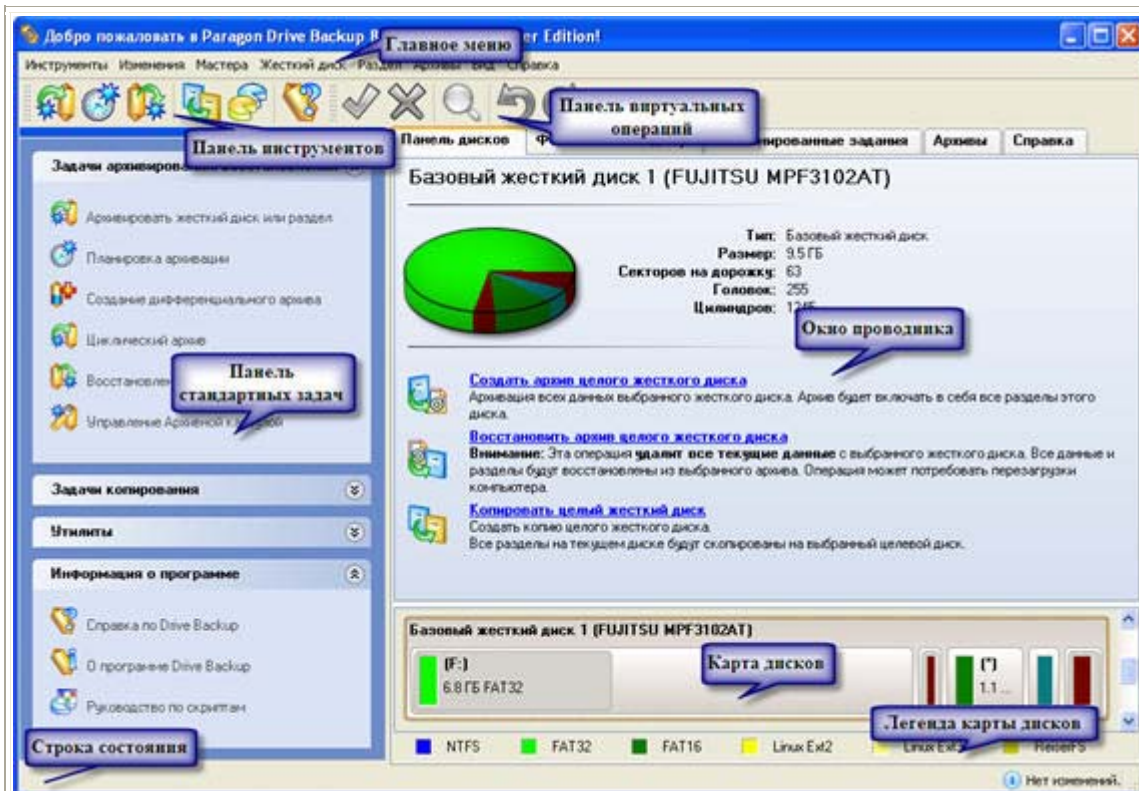 Добро пожаловать в Paragon Drive Backup 8 er Edition!
Главное меню
Инструменты Изменения Мастера Жесткий диск Раздел Архивы Вид Справка
Панель виртуальных
операций
Панель инструментов
Панель дисков
Архивы
Справка
Задачи
Базовый жесткий диск 1 (FUJITSU MPF3102AT)
Архивировать жесткий диск или раздел
Планировка архивации
Создание дифференциального архива
Циклический архив
Панель
стандартных задач
Управление
Тип: Базовый жесткий диск
Размер: 9.5 ГБ
Секторов на дорожку: 63
Головок: 255
Цилиндров:
Окно проводника
Создать архив целого жесткого диска
Архивация всех данных выбранного жесткого диска. Архив будет включать в себя все разделы этого
диска.
Восстановить архив целого жесткого диска
Внимание: Эта операция удалит все текущие данные с выбранного жесткого диска. Все данные и
разделы будут восстановлены из выбранного архива. Операция может потребовать перезагрузки
компьютера.
Копировать целый жесткий диск
Создать копию целого жесткого диска.
Все разделы на текущем диске будут скопированы на выбранный целевой диск.
Задачи копирования
Утилиты
Информация о программе
Справка по Drive Backup
О программе Drive Backup
Руководство по скриптам
Строка состояния
Базовый жесткий диск 1 (FUJITSU MPF3102AT)
(F:)
6.8 ГБ FAT32
Карта дисков
(*)
1.1 ...
Легенда карты дисков
NTFS FAT32 FAT16 Linux Ext2 ReiserFS
Нет изменений.